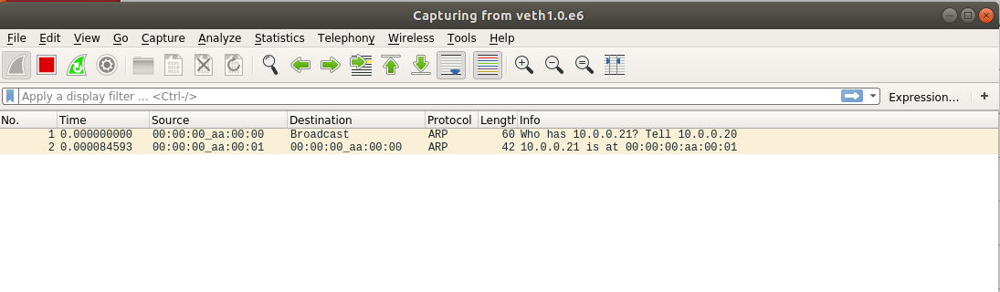 Capturing from veth1.0.e6
File Edit View Go Capture Analyze Statistics Telephony Wireless Tools Help
Apply a display filter ... <Ctrl-/> Expression... +
No. Time Source Destination Protocol Length Info
1 0.000000000 00:00:00_aa:00:00 Broadcast ARP 60 Who has 10.0.0.21? Tell 10.0.0.20
2 0.000084593 00:00:00_aa:00:01 00:00:00_aa:00:00 ARP 42 10.0.0.21 is at 00:00:00:aa:00:01